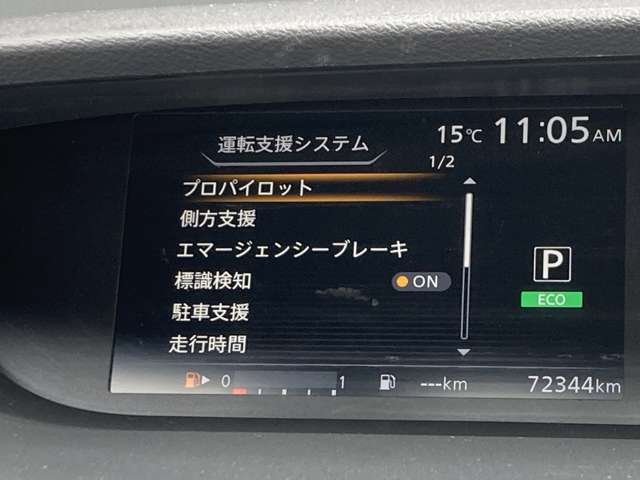 運転支援システム
15℃ 11:05AM
1/2
プロパイロット
側方支援
エマージェンシーブレーキ
標識検知 ON
駐車支援
走行時間
P
ECO
0 1 ---km 72344km